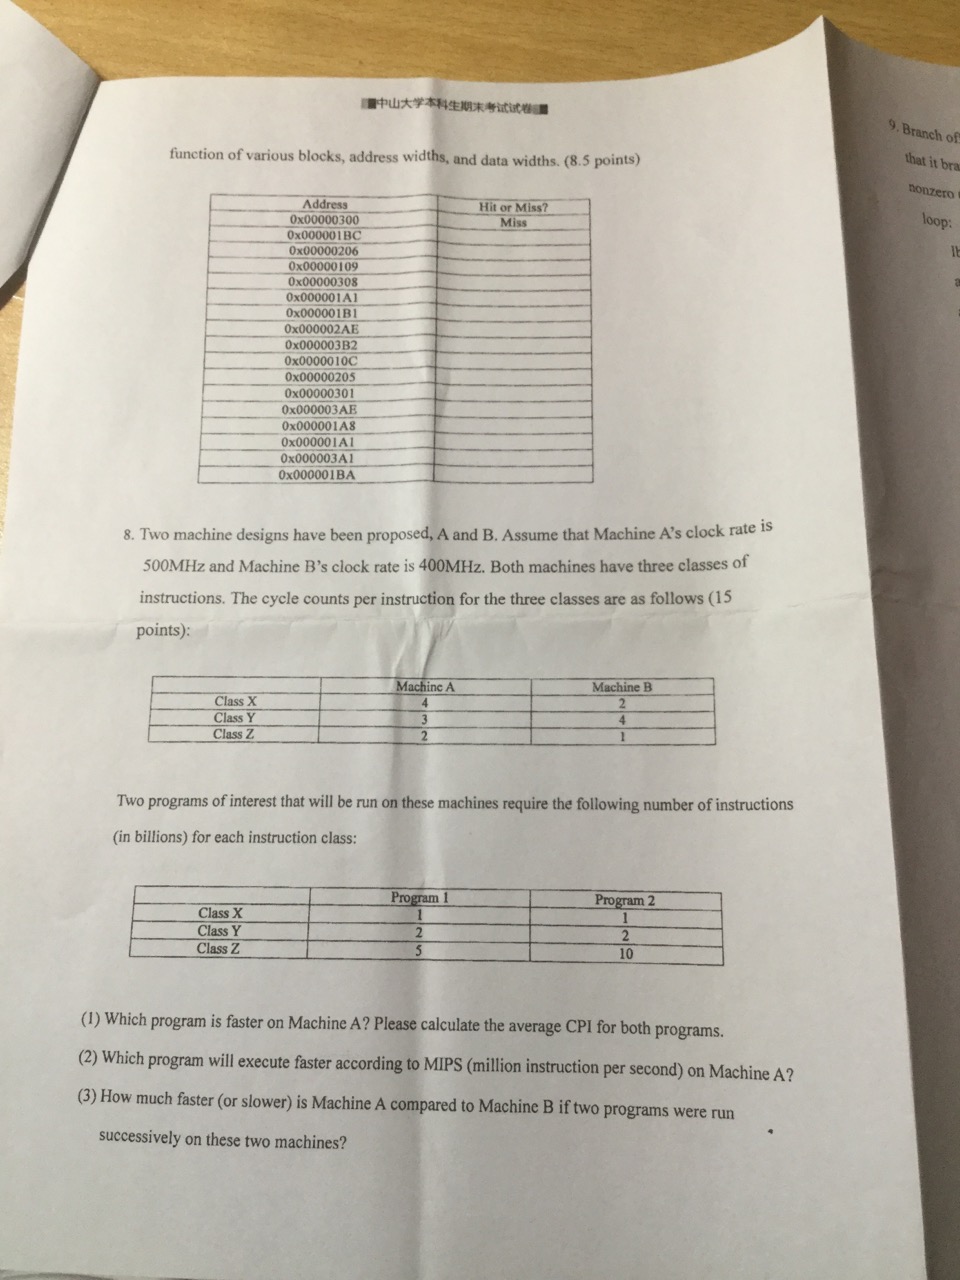 中山大学本科生期末考试试卷
function of various blocks, address widths, and data widths. (8.5 points)
Address Hit or Miss?
0x00000300 Miss
0x000001BC
0x00000206
0x00000109
0x00000308
0x000001A1
0x000001B1
0x000002AE
0x000003B2
0x0000010C
0x00000205
0x00000301
0x000003AE
0x000001A8
0x000001A1
0x000003A1
0x000001BA
8. Two machine designs have been proposed, A and B. Assume that Machine A's clock rate is
500MHz and Machine B's clock rate is 400MHz. Both machines have three classes of
instructions. The cycle counts per instruction for the three classes are as follows (15
points):
Machine A Machine B
Class X 4 2
Class Y 3 4
Class Z 2 1
Two programs of interest that will be run on these machines require the following number of instructions
(in billions) for each instruction class:
Program 1 Program 2
Class X 1 1
Class Y 2 2
Class Z 5 10
(1) Which program is faster on Machine A? Please calculate the average CPI for both programs.
(2) Which program will execute faster according to MIPS (million instruction per second) on Machine A?
(3) How much faster (or slower) is Machine A compared to Machine B if two programs were run
successively on these two machines?
9. Branch of
that it bra
nonzero
loop: